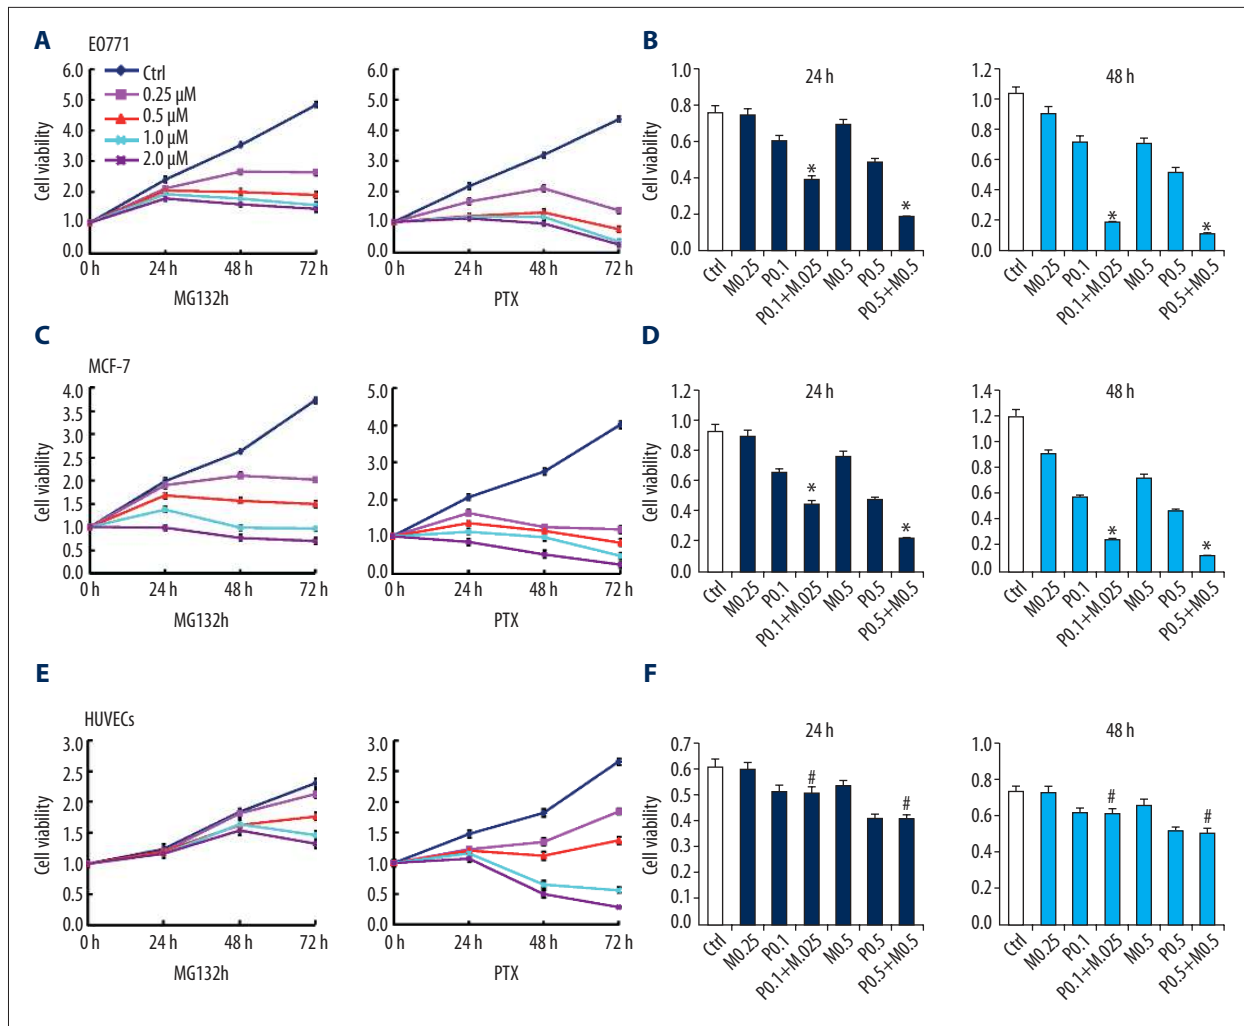 A
E0771
Cell viability
6.0
5.0
4.0
3.0
2.0
1.0
0.0
Ctrl
0.25 µM
0.5 µM
1.0 µM
2.0 µM
0 h 24 h 48 h 72 h
MG132h
6.0
5.0
4.0
3.0
2.0
1.0
0.0
0 h 24 h 48 h 72 h
PTX
B
24 h
Cell viability
1.0
0.8
0.6
0.4
0.2
0.0
* *
Ctrl M0.25 P0.1 P0.1+M.025 M0.5 P0.5 P0.5+M0.5
48 h
1.2
1.0
0.8
0.6
0.4
0.2
0.0
* *
Ctrl M0.25 P0.1 P0.1+M.025 M0.5 P0.5 P0.5+M0.5
C
MCF-7
Cell viability
4.0
3.5
3.0
2.5
2.0
1.5
1.0
0.5
0.0
0 h 24 h 48 h 72 h
MG132h
5.0
4.0
3.0
2.0
1.0
0.0
0 h 24 h 48 h 72 h
PTX
D
24 h
Cell viability
1.2
1.0
0.8
0.6
0.4
0.2
0.0
* *
Ctrl M0.25 P0.1 P0.1+M.025 M0.5 P0.5 P0.5+M0.5
48 h
1.4
1.2
1.0
0.8
0.6
0.4
0.2
0.0
* *
Ctrl M0.25 P0.1 P0.1+M.025 M0.5 P0.5 P0.5+M0.5
E
HUVECs
Cell viability
3.0
2.5
2.0
1.5
1.0
0.5
0.0
0 h 24 h 48 h 72 h
MG132h
3.0
2.5
2.0
1.5
1.0
0.5
0.0
0 h 24 h 48 h 72 h
PTX
F
24 h
Cell viability
0.7
0.6
0.5
0.4
0.3
0.2
0.1
0.0
# #
Ctrl M0.25 P0.1 P0.1+M.025 M0.5 P0.5 P0.5+M0.5
48 h
1.0
0.8
0.6
0.4
0.2
0.0
# #
Ctrl M0.25 P0.1 P0.1+M.025 M0.5 P0.5 P0.5+M0.5